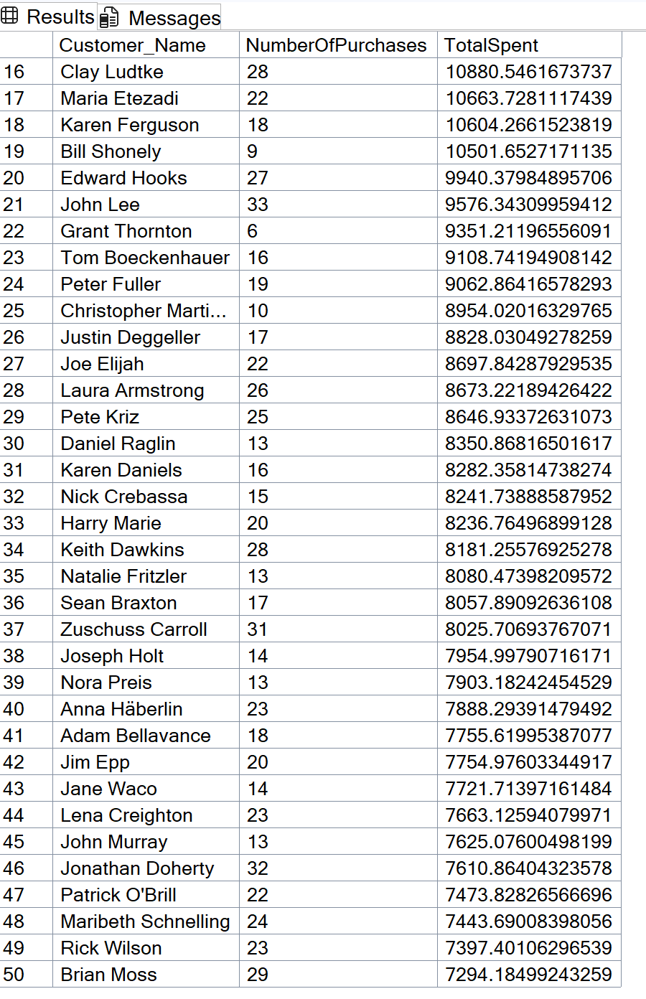 Results Messages
Customer_Name NumberOfPurchases TotalSpent
16 Clay Ludtke 28 10880.5461673737
17 Maria Etezadi 22 10663.7281117439
18 Karen Ferguson 18 10604.2661523819
19 Bill Shonely 9 10501.6527171135
20 Edward Hooks 27 9940.37984895706
21 John Lee 33 9576.34309959412
22 Grant Thornton 6 9351.21196556091
23 Tom Boeckenhauer 16 9108.74194908142
24 Peter Fuller 19 9062.86416578293
25 Christopher Marti... 10 8954.02016329765
26 Justin Deggeller 17 8828.03049278259
27 Joe Elijah 22 8697.84287929535
28 Laura Armstrong 26 8673.22189426422
29 Pete Kriz 25 8646.93372631073
30 Daniel Raglin 13 8350.86816501617
31 Karen Daniels 16 8282.35814738274
32 Nick Crebassa 15 8241.73888587952
33 Harry Marie 20 8236.76496899128
34 Keith Dawkins 28 8181.25576925278
35 Natalie Fritzler 13 8080.47398209572
36 Sean Braxton 17 8057.89092636108
37 Zuschuss Carroll 31 8025.70693767071
38 Joseph Holt 14 7954.99790716171
39 Nora Preis 13 7903.18242454529
40 Anna Häberlin 23 7888.29391479492
41 Adam Bellavance 18 7755.61995387077
42 Jim Epp 20 7754.97603344917
43 Jane Waco 14 7721.71397161484
44 Lena Creighton 23 7663.12594079971
45 John Murray 13 7625.07600498199
46 Jonathan Doherty 32 7610.86404323578
47 Patrick O'Brill 22 7473.82826566696
48 Maribeth Schnelling 24 7443.69008398056
49 Rick Wilson 23 7397.40106296539
50 Brian Moss 29 7294.18499243259